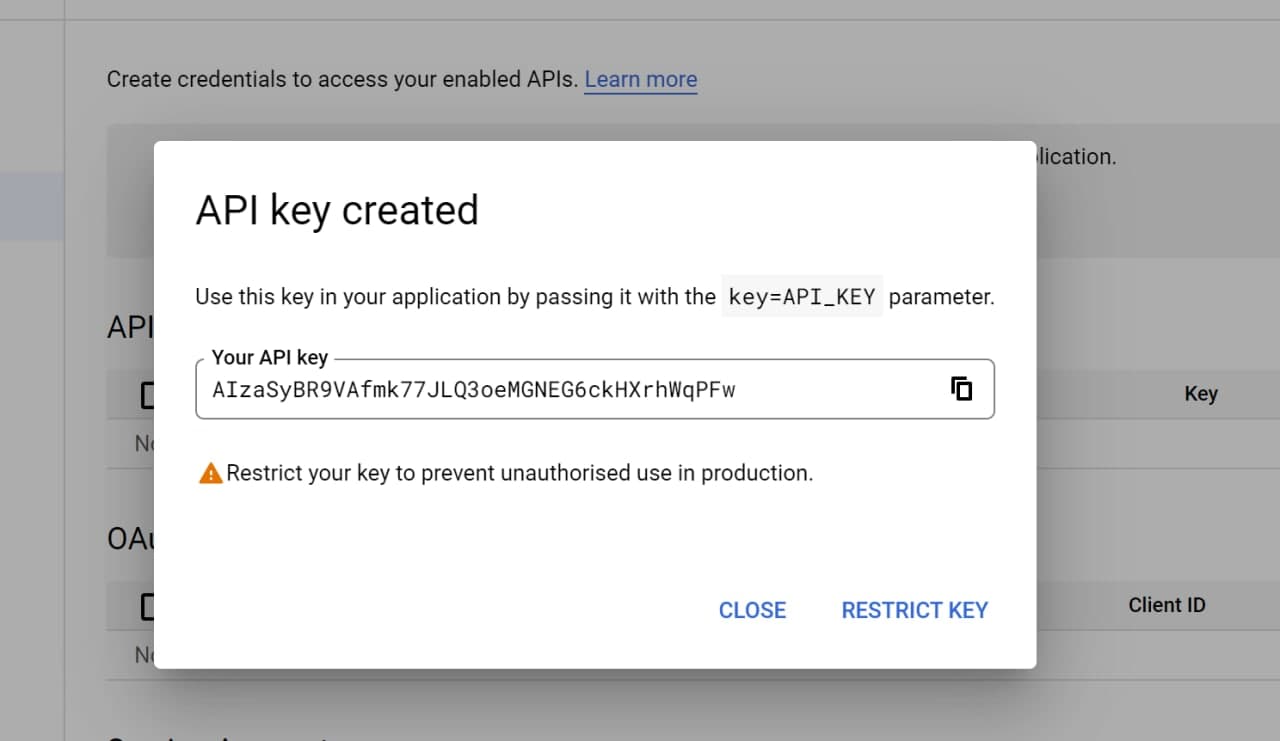 Create credentials to access your enabled APIs. Learn more
lication.
API key created
Use this key in your application by passing it with the key=API_KEY parameter.
API
Your API key
AIzaSyBR9VAfmk77JLQ3oeMGNEG6ckHXrhWqPFw
Key
Restrict your key to prevent unauthorised use in production.
OAu
CLOSE RESTRICT KEY
Client ID